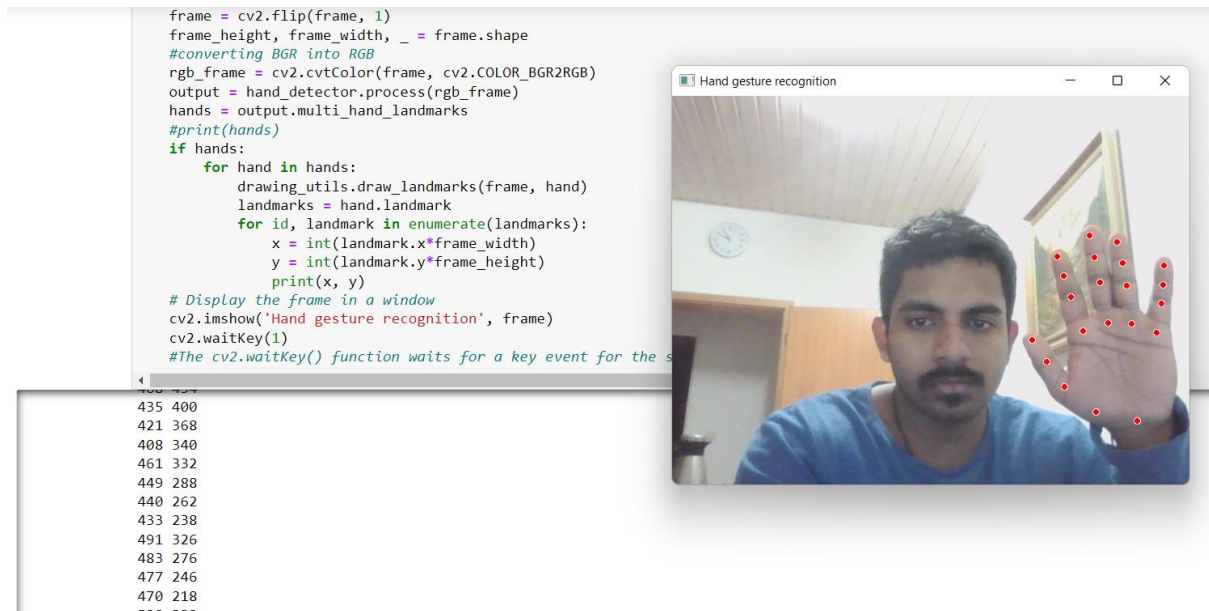 frame = cv2.flip(frame, 1)
frame_height, frame_width, _ = frame.shape
#converting BGR into RGB
rgb_frame = cv2.cvtColor(frame, cv2.COLOR_BGR2RGB)
output = hand_detector.process(rgb_frame)
hands = output.multi_hand_landmarks
#print(hands)
if hands:
    for hand in hands:
        drawing_utils.draw_landmarks(frame, hand)
        landmarks = hand.landmark
        for id, landmark in enumerate(landmarks):
            x = int(landmark.x*frame_width)
            y = int(landmark.y*frame_height)
            print(x, y)
# Display the frame in a window
cv2.imshow('Hand gesture recognition', frame)
cv2.waitKey(1)
#The cv2.waitKey() function waits for a key event for the s
Hand gesture recognition
435 400
421 368
408 340
461 332
449 288
440 262
433 238
491 326
483 276
477 246
470 218